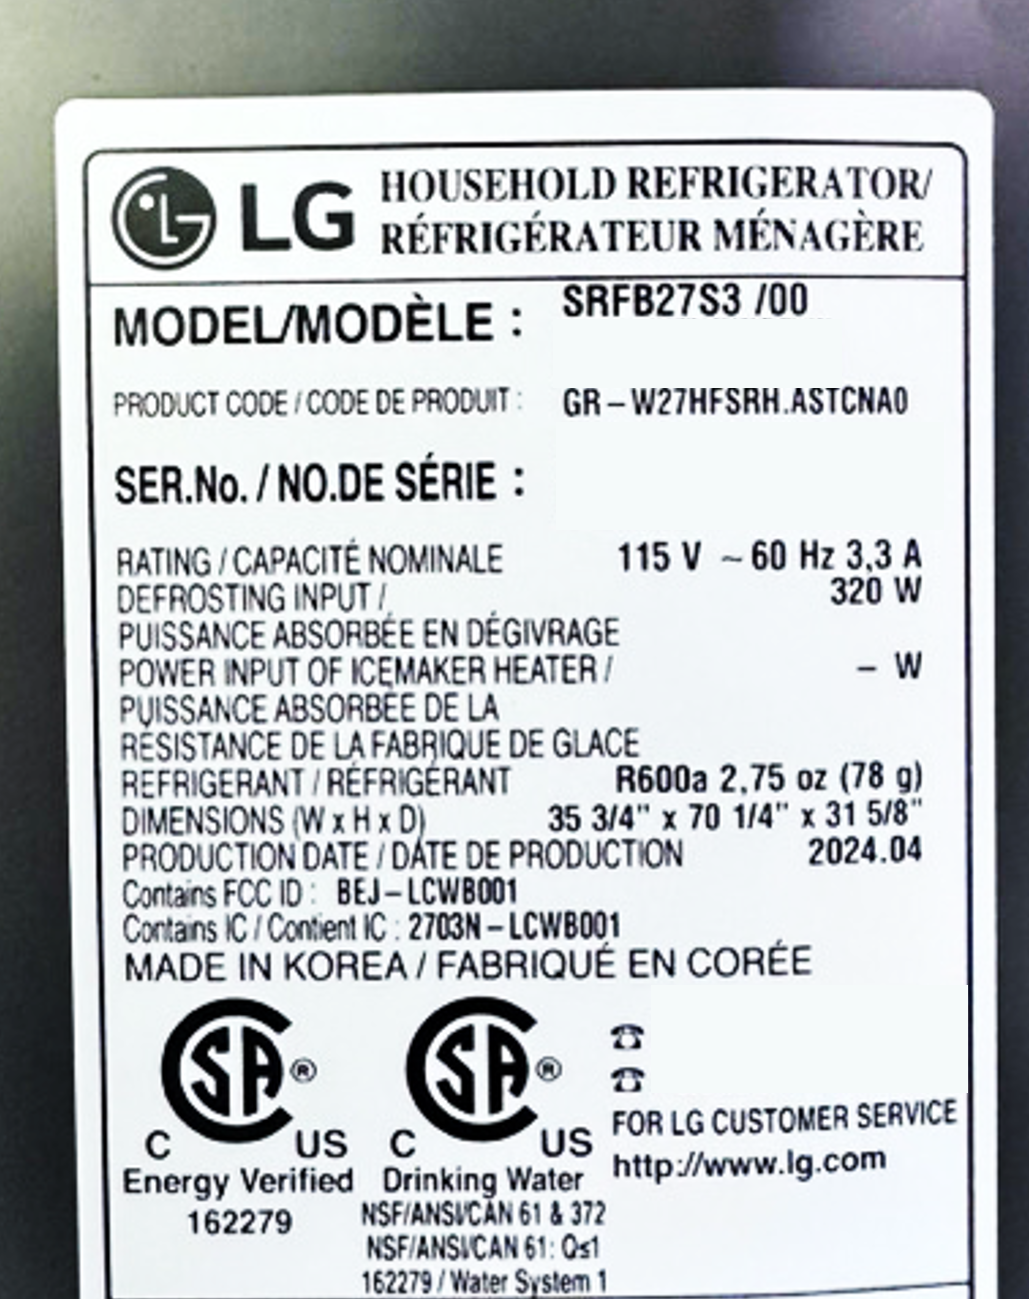 LG HOUSEHOLD REFRIGERATOR/
RÉFRIGÉRATEUR MÉNAGÈRE
MODEL/MODÈLE : SRFB27S3 /00
PRODUCT CODE / CODE DE PRODUIT : GR-W27HFSRH.ASTCNA0
SER.No. / NO.DE SÉRIE :
RATING / CAPACITÉ NOMINALE 115 V ~ 60 Hz 3,3 A
DEFROSTING INPUT / 320 W
PUISSANCE ABSORBÉE EN DÉGIVRAGE
POWER INPUT OF ICEMAKER HEATER / – W
PUISSANCE ABSORBÉE DE LA
RÉSISTANCE DE LA FABRIQUE DE GLACE
REFRIGERANT / RÉFRIGÉRANT R600a 2,75 oz (78 g)
DIMENSIONS (W x H x D) 35 3/4" x 70 1/4" x 31 5/8"
PRODUCTION DATE / DATE DE PRODUCTION 2024.04
Contains FCC ID : BEJ-LCWB001
Contains IC / Contient IC : 2703N-LCWB001
MADE IN KOREA / FABRIQUÉ EN CORÉE
SA ® SA ®
C US C US
FOR LG CUSTOMER SERVICE
http://www.lg.com
Energy Verified Drinking Water
162279 NSF/ANSI/CAN 61 & 372
NSF/ANSI/CAN 61: Q≤1
162279 / Water System 1